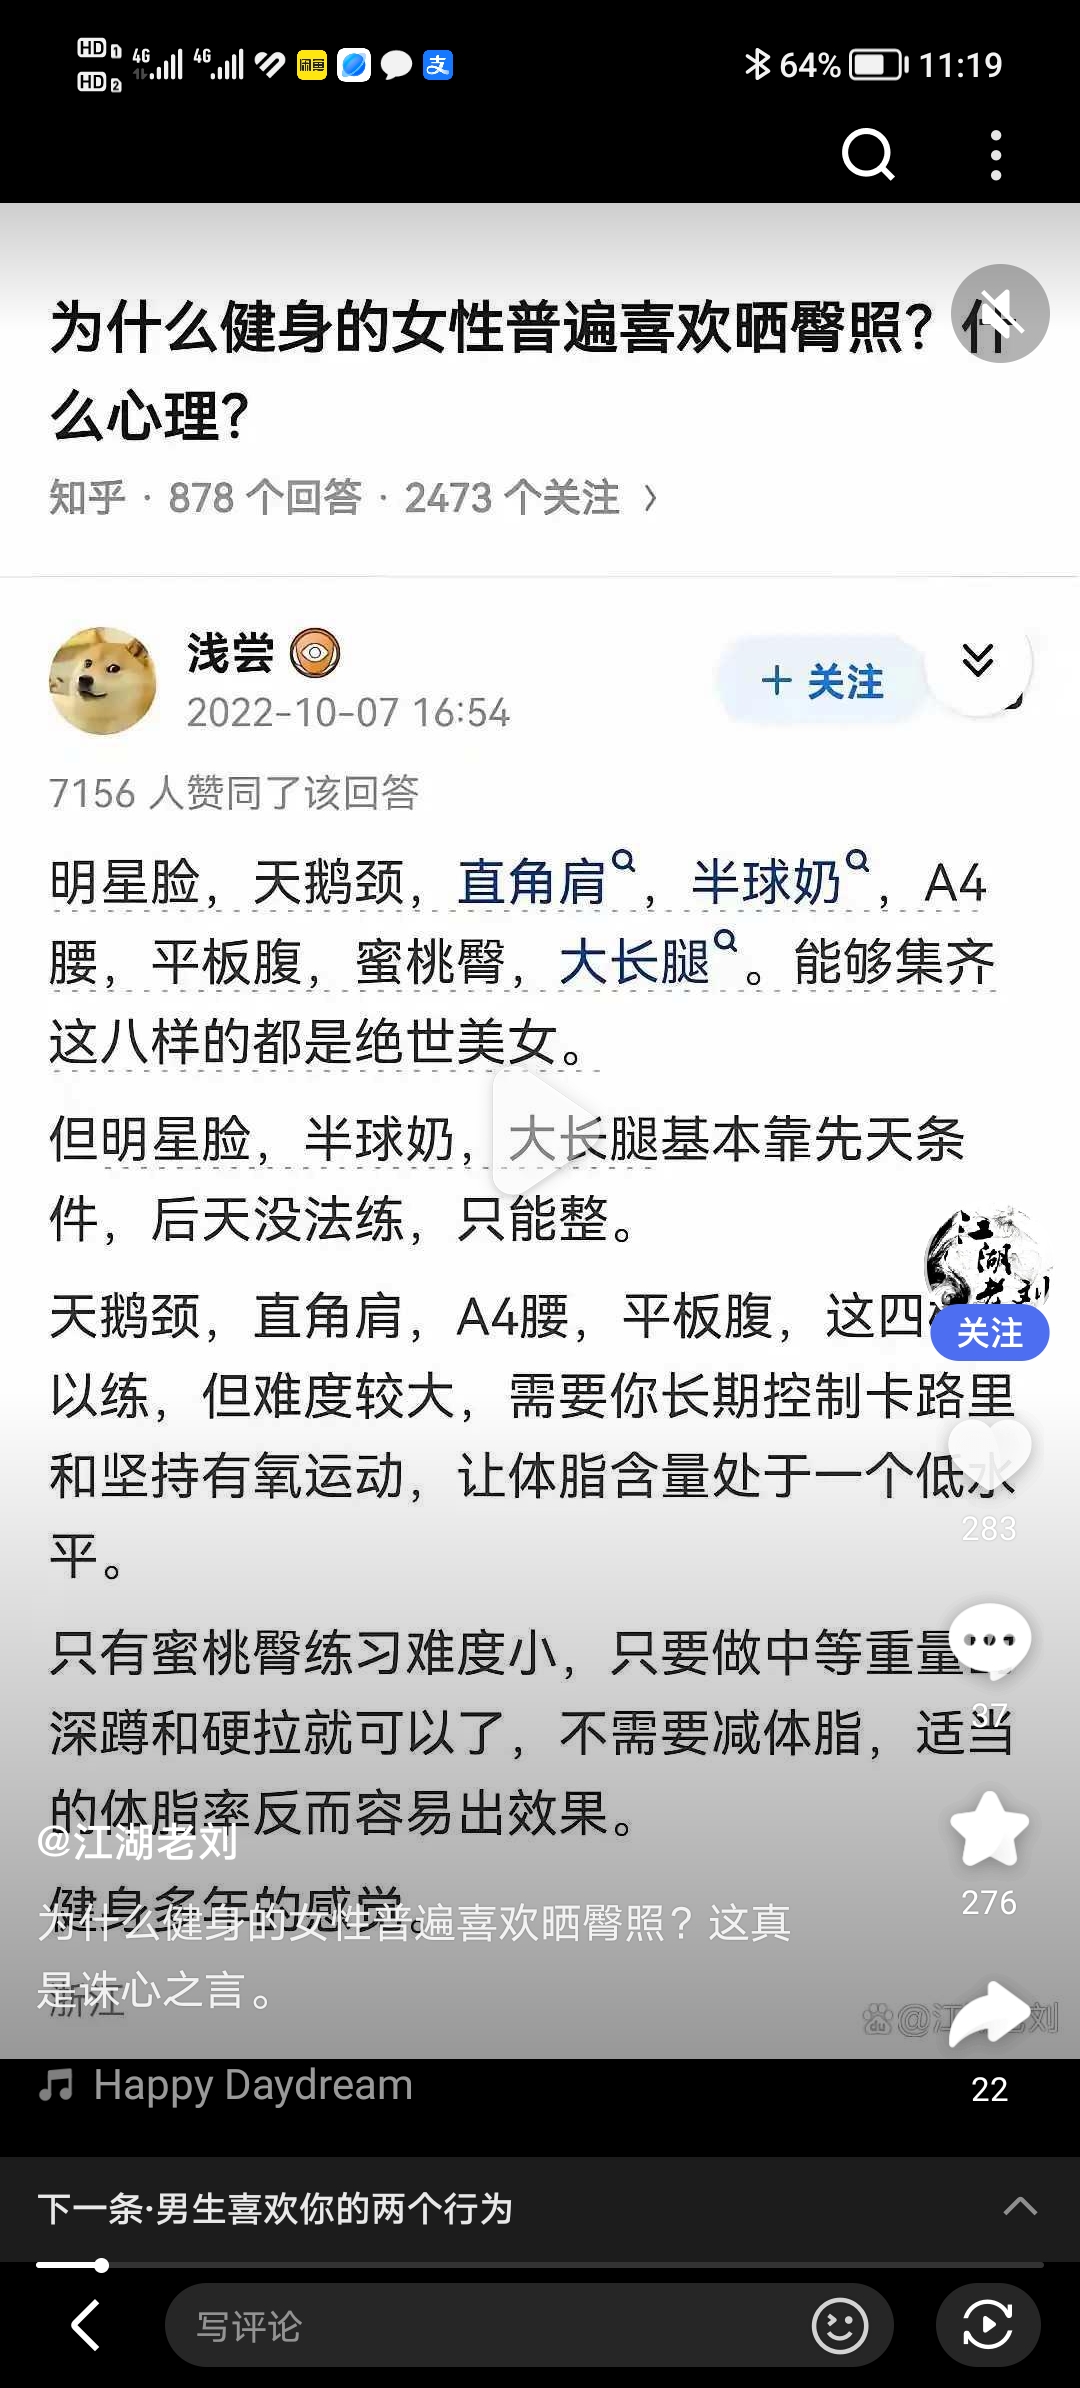 HD 1 4G 4G 闲鱼 支 64% 11:19
HD 2
为什么健身的女性普遍喜欢晒臀照？什
么心理？
知乎 · 878 个回答 · 2473 个关注 >
浅尝
2022-10-07 16:54
+ 关注
7156 人赞同了该回答
明星脸，天鹅颈，直角肩，半球奶，A4
腰，平板腹，蜜桃臀，大长腿。能够集齐
这八样的都是绝世美女。
但明星脸，半球奶，大长腿基本靠先天条
件，后天没法练，只能整。
江湖老刘
天鹅颈，直角肩，A4腰，平板腹，这四
关注
以练，但难度较大，需要你长期控制卡路里
和坚持有氧运动，让体脂含量处于一个低水
283
平。
只有蜜桃臀练习难度小，只要做中等重量
37
深蹲和硬拉就可以了，不需要减体脂，适当
的体脂率反而容易出效果。
@江湖老刘
健身多年的感觉。
276
为什么健身的女性普遍喜欢晒臀照？这真
是诛心之言。
浙江
du @江 刘
Happy Daydream
22
下一条·男生喜欢你的两个行为
写评论